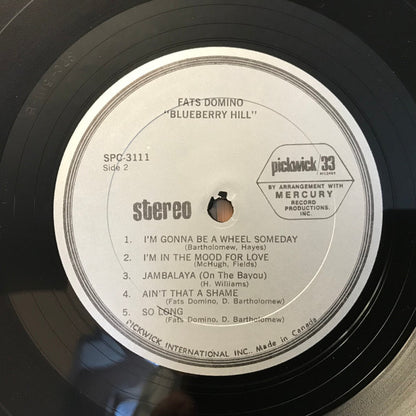 FATS DOMINO
"BLUEBERRY HILL"
SPC-3111
Side 2
pickwick/33
RECORDS
BY ARRANGEMENT WITH
MERCURY
RECORD
PRODUCTIONS,
INC.
stereo
1. I'M GONNA BE A WHEEL SOMEDAY
(Bartholomew, Hayes)
2. I'M IN THE MOOD FOR LOVE
(McHugh, Fields)
3. JAMBALAYA (On The Bayou)
(H. Williams)
4. AIN'T THAT A SHAME
(Fats Domino, D. Bartholomew)
5. SO LONG
(Fats Domino, D. Bartholomew)
PICKWICK INTERNATIONAL INC., Made in Canada